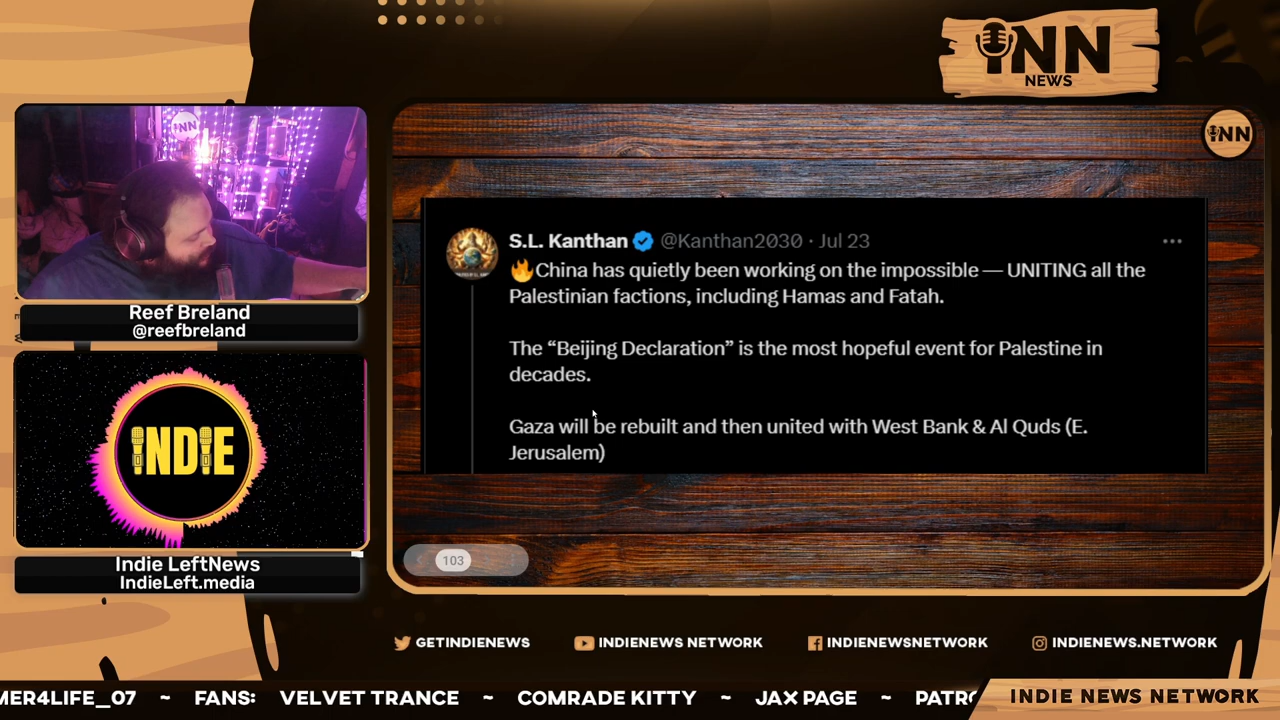 INN
NEWS
INN
INN
Reef Breland
@reefbreland
INDIE
Indie LeftNews
IndieLeft.media
S.L. Kanthan @Kanthan2030 · Jul 23
🔥China has quietly been working on the impossible — UNITING all the
Palestinian factions, including Hamas and Fatah.
The “Beijing Declaration” is the most hopeful event for Palestine in
decades.
Gaza will be rebuilt and then united with West Bank & Al Quds (E.
Jerusalem)
103
GETINDIENEWS
INDIENEWS NETWORK
INDIENEWSNETWORK
INDIENEWS.NETWORK
MER4LIFE_07 ~ FANS: VELVET TRANCE ~ COMRADE KITTY ~ JAX PAGE ~ PATR
INDIE NEWS NETWORK